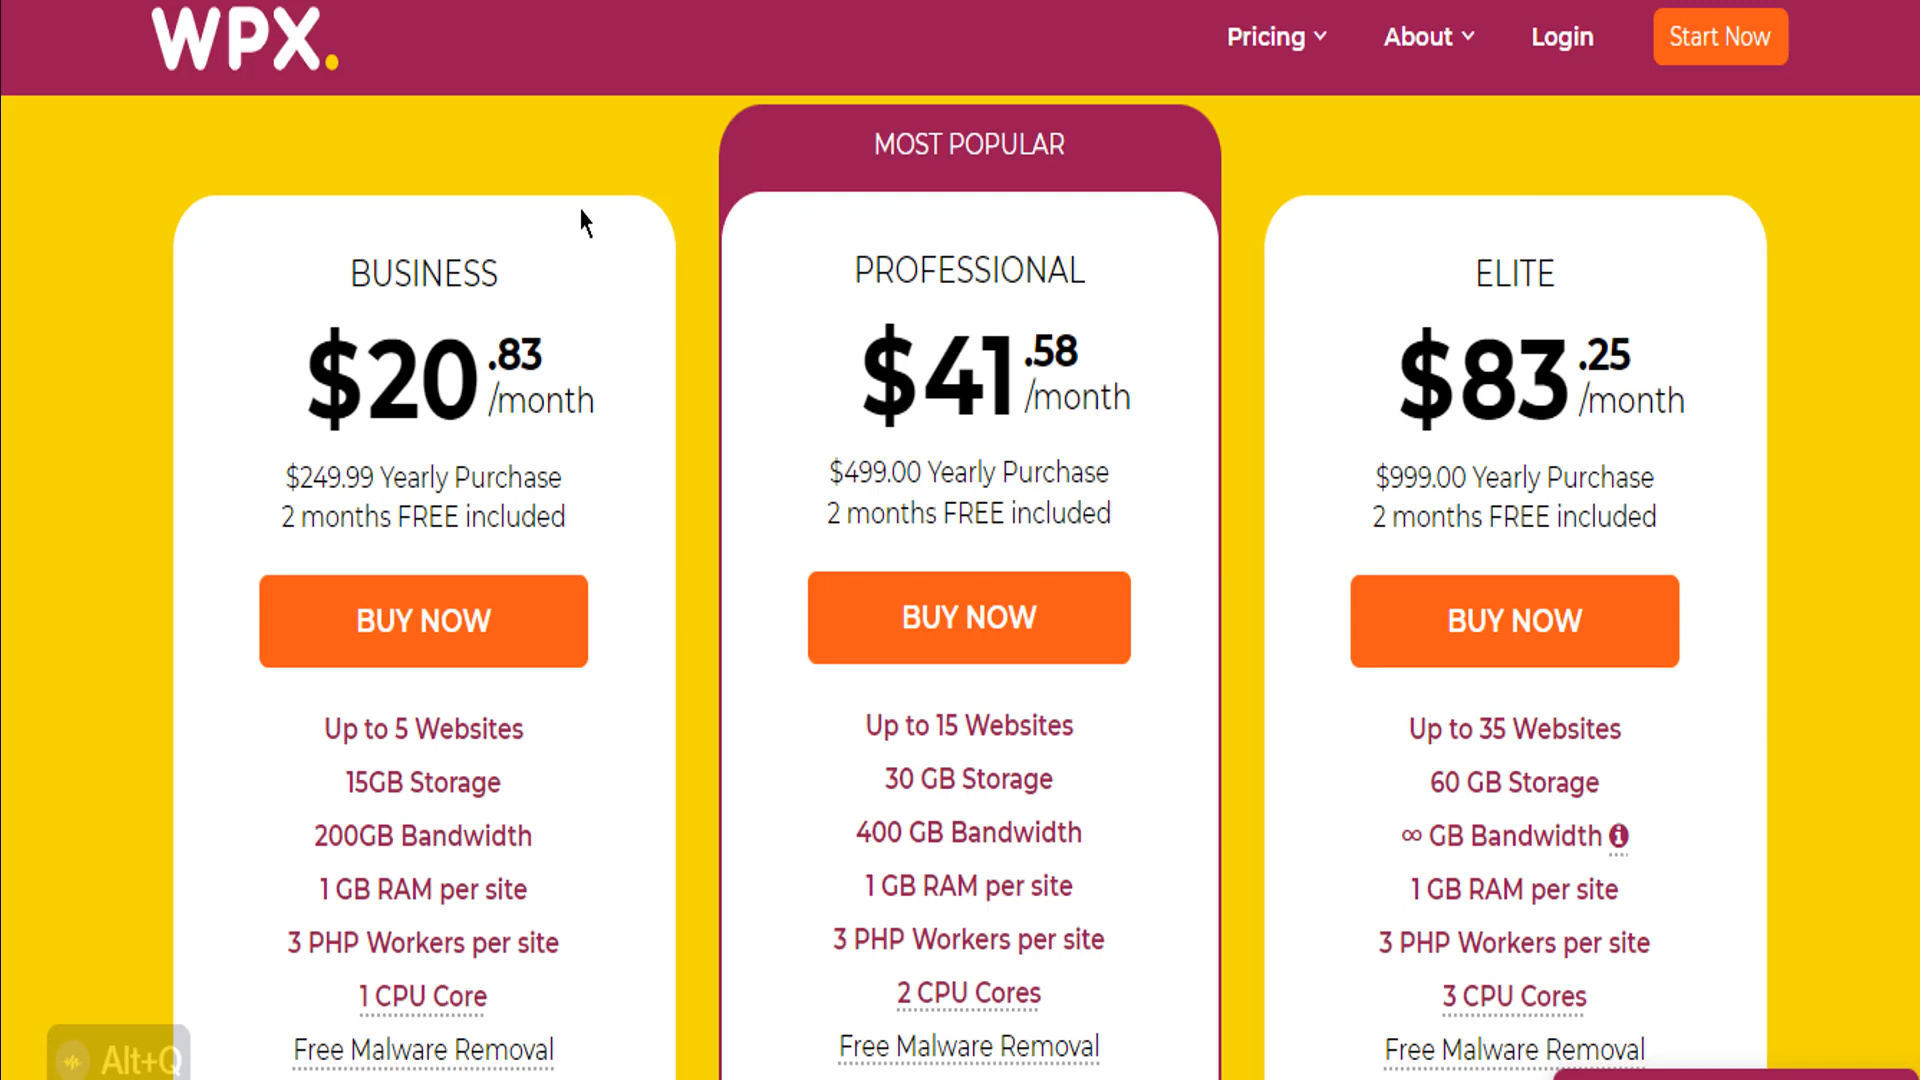 WPX.
Pricing
About
Login
Start Now
MOST POPULAR
BUSINESS
$20.83
/month
$249.99 Yearly Purchase
2 months FREE included
BUY NOW
Up to 5 Websites
15GB Storage
200GB Bandwidth
1 GB RAM per site
3 PHP Workers per site
1 CPU Core
Free Malware Removal
PROFESSIONAL
$41.58
/month
$499.00 Yearly Purchase
2 months FREE included
BUY NOW
Up to 15 Websites
30 GB Storage
400 GB Bandwidth
1 GB RAM per site
3 PHP Workers per site
2 CPU Cores
Free Malware Removal
ELITE
$83.25
/month
$999.00 Yearly Purchase
2 months FREE included
BUY NOW
Up to 35 Websites
60 GB Storage
∞ GB Bandwidth
1 GB RAM per site
3 PHP Workers per site
3 CPU Cores
Free Malware Removal
Alt+Q